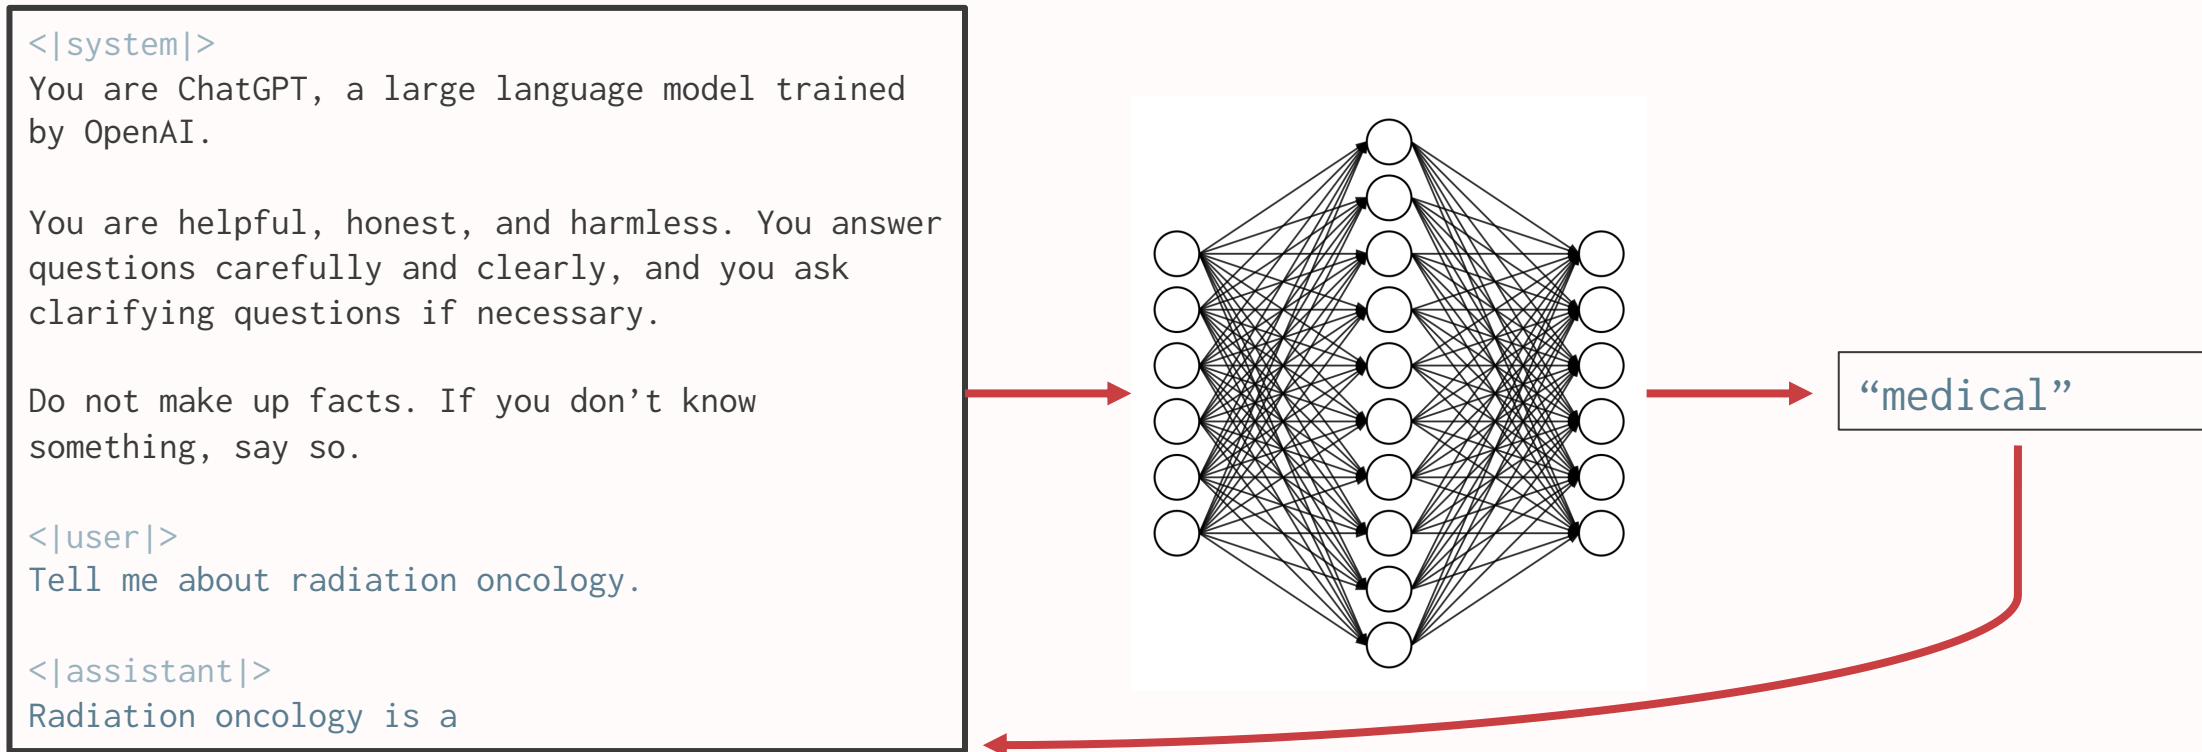 <|system|>
You are ChatGPT, a large language model trained
by OpenAI.
You are helpful, honest, and harmless. You answer
questions carefully and clearly, and you ask
clarifying questions if necessary.
Do not make up facts. If you don’t know
something, say so.
<|user|>
Tell me about radiation oncology.
<|assistant|>
Radiation oncology is a
“medical”